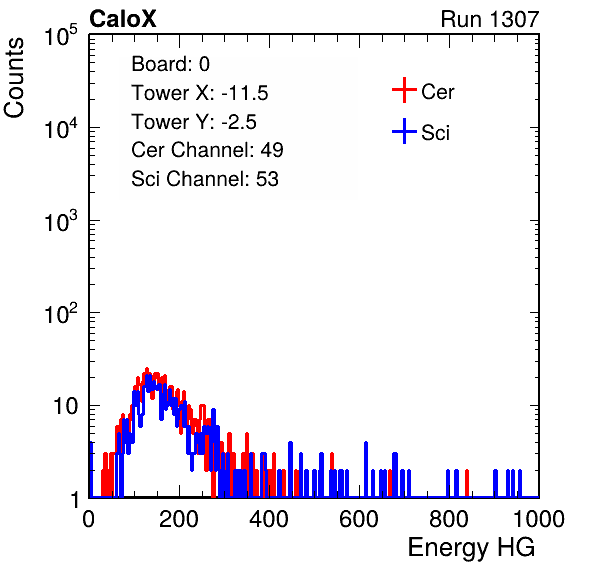 CaloX Run 1307
Counts
10^5
10^4
10^3
10^2
10
1
Board: 0
Tower X: -11.5
Tower Y: -2.5
Cer Channel: 49
Sci Channel: 53
Cer
Sci
0 200 400 600 800 1000
Energy HG